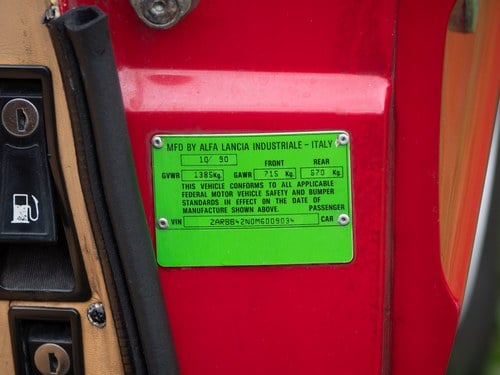 MFD BY ALFA LANCIA INDUSTRIALE - ITALY
10/ 90 FRONT REAR
GVWR 1385Kg. GAWR 715 Kg. 670 Kg.
THIS VEHICLE CONFORMS TO ALL APPLICABLE
FEDERAL MOTOR VEHICLE SAFETY AND BUMPER
STANDARDS IN EFFECT ON THE DATE OF
MANUFACTURE SHOWN ABOVE. PASSENGER
VIN ZARBB42N0M6009034 CAR